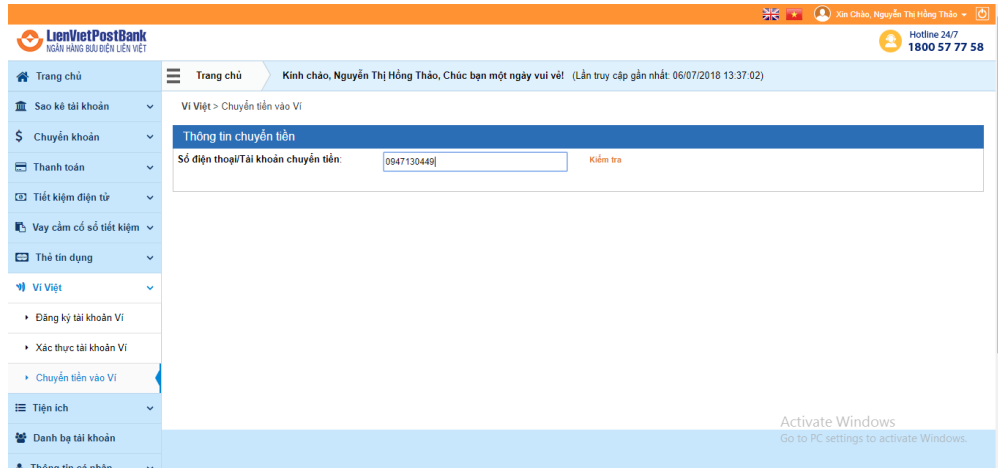 Xin Chào, Nguyễn Thị Hồng Thảo
LienVietPostBank
NGÂN HÀNG BƯU ĐIỆN LIÊN VIỆT
Hotline 24/7
1800 57 77 58
Trang chủ
Trang chủ
Kính chào, Nguyễn Thị Hồng Thảo, Chúc bạn một ngày vui vẻ! (Lần truy cập gần nhất: 06/07/2018 13:37:02)
Sao kê tài khoản
Chuyển khoản
Thanh toán
Tiết kiệm điện tử
Vay cầm cố sổ tiết kiệm
Thẻ tín dụng
Ví Việt
Đăng ký tài khoản Ví
Xác thực tài khoản Ví
Chuyển tiền vào Ví
Tiện ích
Danh bạ tài khoản
Thông tin cá nhân
Ví Việt > Chuyển tiền vào Ví
Thông tin chuyển tiền
Số điện thoại/Tài khoản chuyển tiền:
0947130449
Kiểm tra
Activate Windows
Go to PC settings to activate Windows.